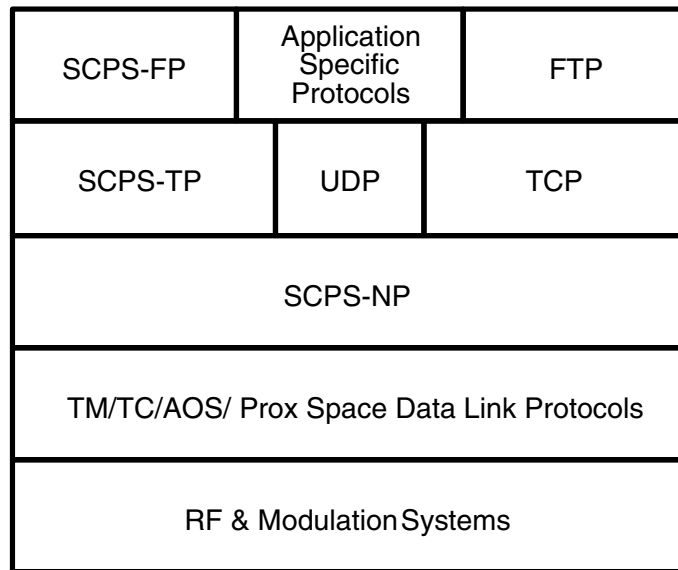 SCPS-FP
Application
Specific
Protocols
FTP
SCPS-TP
UDP
TCP
SCPS-NP
TM/TC/AOS/ Prox Space Data Link Protocols
RF & Modulation Systems